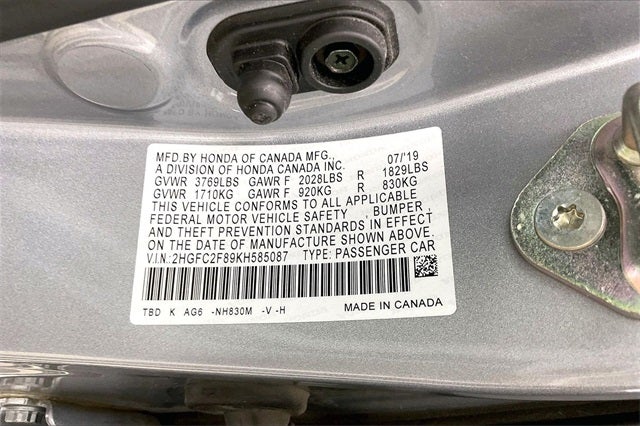 MFD.BY HONDA OF CANADA MFG., 07/'19
A DIVISION OF HONDA CANADA INC.
GVWR 3769LBS GAWR F 2028LBS R 1829LBS
GVWR 1710KG GAWR F 920KG R 830KG
THIS VEHICLE CONFORMS TO ALL APPLICABLE
FEDERAL MOTOR VEHICLE SAFETY , BUMPER ,
AND THEFT PREVENTION STANDARDS IN EFFECT
ON THE DATE OF MANUFACTURE SHOWN ABOVE.
V.I.N.: 2HGFC2F89KH585087 TYPE: PASSENGER CAR
TBD K AG6 -NH830M -V -H MADE IN CANADA